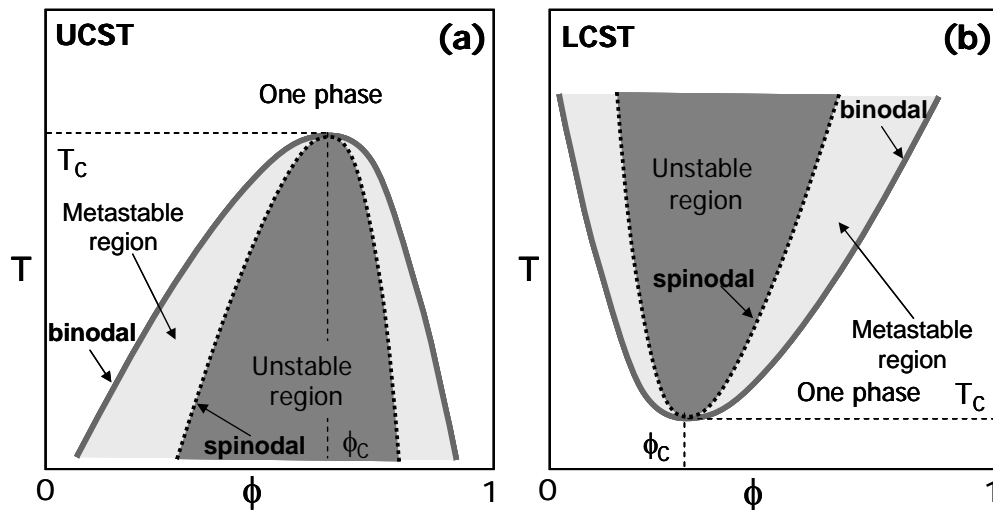 UCST
(a)
One phase
T_C
Metastable
region
T
binodal
Unstable
region
spinodal
ϕ_C
0
ϕ
1
LCST
(b)
binodal
Unstable
region
T
spinodal
Metastable
region
One phase
T_C
ϕ_C
0
ϕ
1